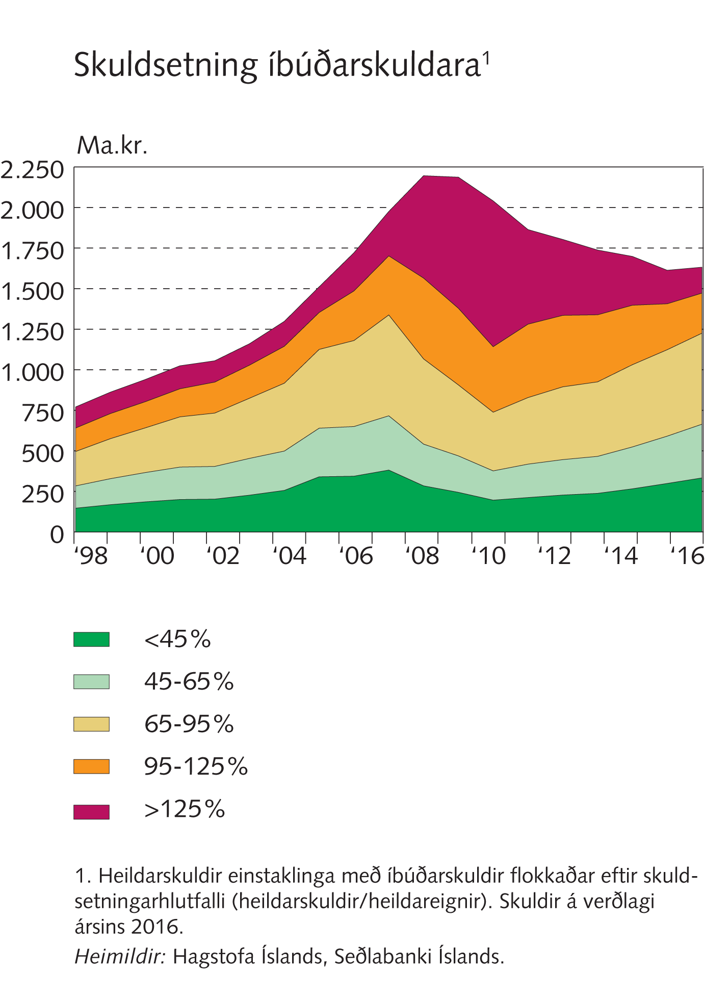 Skuldsetning íbúðarskuldara¹
Ma.kr.
2.250
2.000
1.750
1.500
1.250
1.000
750
500
250
0
‘98 ‘00 ‘02 ‘04 ‘06 ‘08 ‘10 ‘12 ‘14 ‘16
<45%
45-65%
65-95%
95-125%
>125%
1. Heildarskuldir einstaklinga með íbúðarskuldir flokkaðar eftir skuld-
setningarhlutfalli (heildarskuldir/heildareignir). Skuldir á verðlagi
ársins 2016.
Heimildir: Hagstofa Íslands, Seðlabanki Íslands.